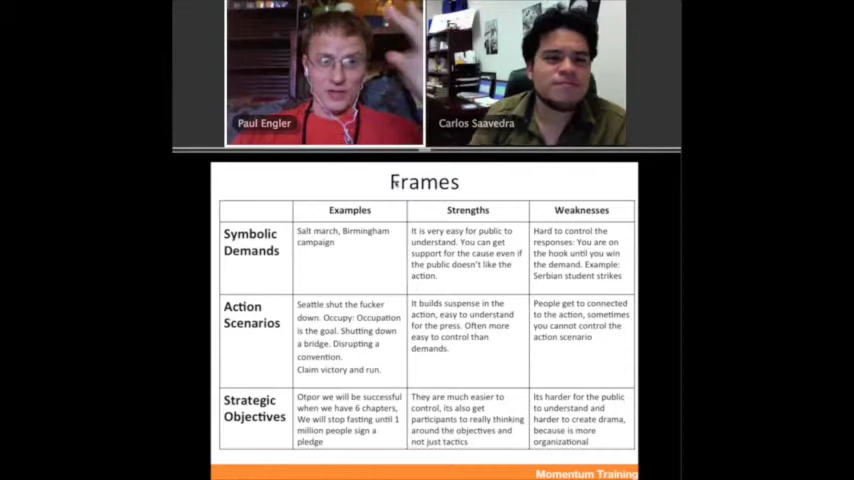 Paul Engler
Carlos Saavedra
Frames
Examples
Strengths
Weaknesses
Symbolic
Demands
Salt march, Birmingham
campaign
It is very easy for public to
understand. You can get
support for the cause even if
the public doesn't like the
action.
Hard to control the
responses: You are on
the hook until you win
the demand. Example:
Serbian student strikes
Action
Scenarios
Seattle shut the fucker
down. Occupy: Occupation
is the goal. Shutting down
a bridge. Disrupting a
convention.
Claim victory and run.
It builds suspense in the
action, easy to understand
for the press. Often more
easy to control than
demands.
People get to connected
to the action, sometimes
you cannot control the
action scenario
Strategic
Objectives
Otpor we will be successful
when we have 6 chapters,
We will stop fasting until 1
million people sign a
pledge
They are much easier to
control, its also get
participants to really thinking
around the objectives and
not just tactics
Its harder for the public
to understand and
harder to create drama,
because is more
organizational
Momentum Training